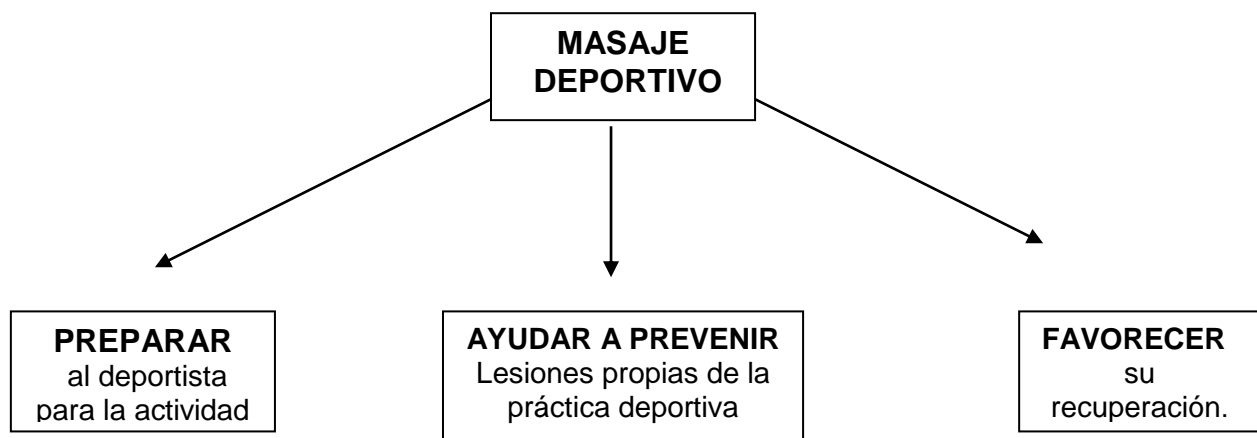 MASAJE
DEPORTIVO
PREPARAR
al deportista
para la actividad
AYUDAR A PREVENIR
Lesiones propias de la
práctica deportiva
FAVORECER
su
recuperación.